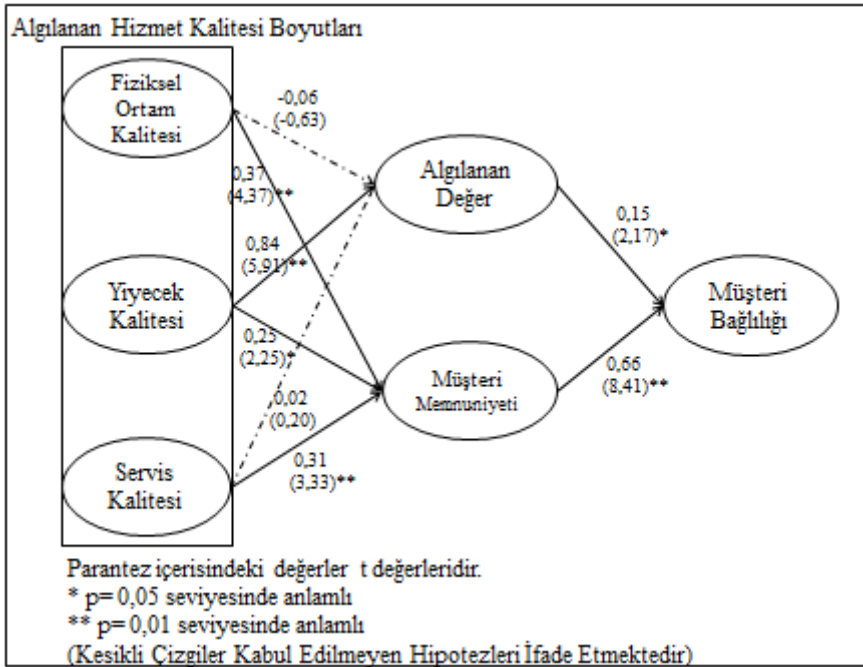 Algılanan Hizmet Kalitesi Boyutları
Fiziksel
Ortam
Kalitesi
-0,06
(-0,63)
0,37
(4,37)**
Algılanan
Değer
0,15
(2,17)*
0,84
(5,91)**
Yiyecek
Kalitesi
Müşteri
Bağlılığı
0,25
(2,25)*
0,66
(8,41)**
Müşteri
Memnuniyeti
0,02
(0,20)
0,31
(3,33)**
Servis
Kalitesi
Parantez içerisindeki değerler t değerleridir.
* p= 0,05 seviyesinde anlamlı
** p= 0,01 seviyesinde anlamlı
(Kesikli Çizgiler Kabul Edilmeyen Hipotezleri İfade Etmektedir)